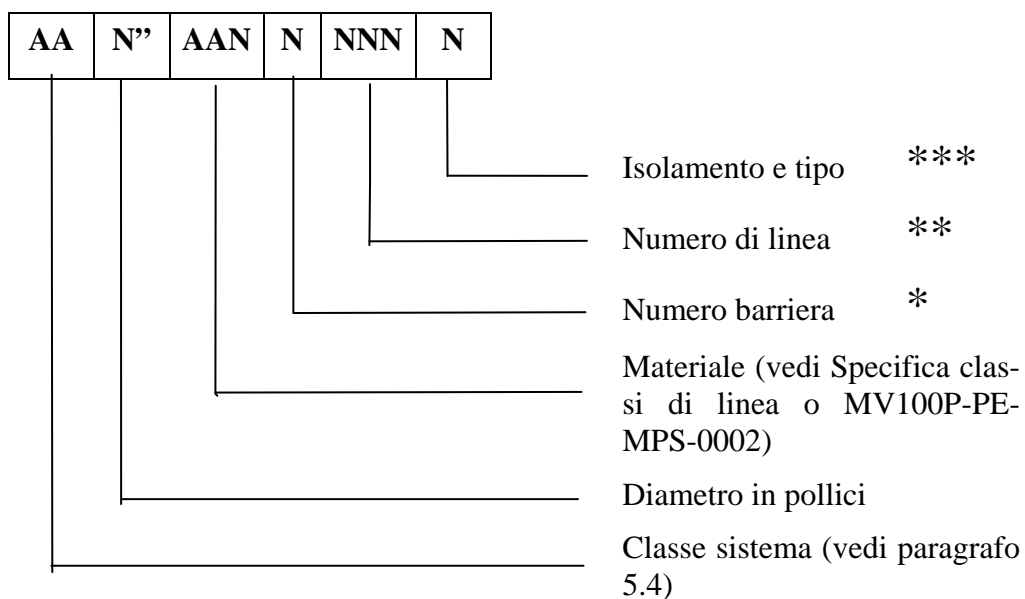 AA N” AAN N NNN N
Isolamento e tipo ***
Numero di linea **
Numero barriera *
Materiale (vedi Specifica clas-
si di linea o MV100P-PE-
MPS-0002)
Diametro in pollici
Classe sistema (vedi paragrafo
5.4)